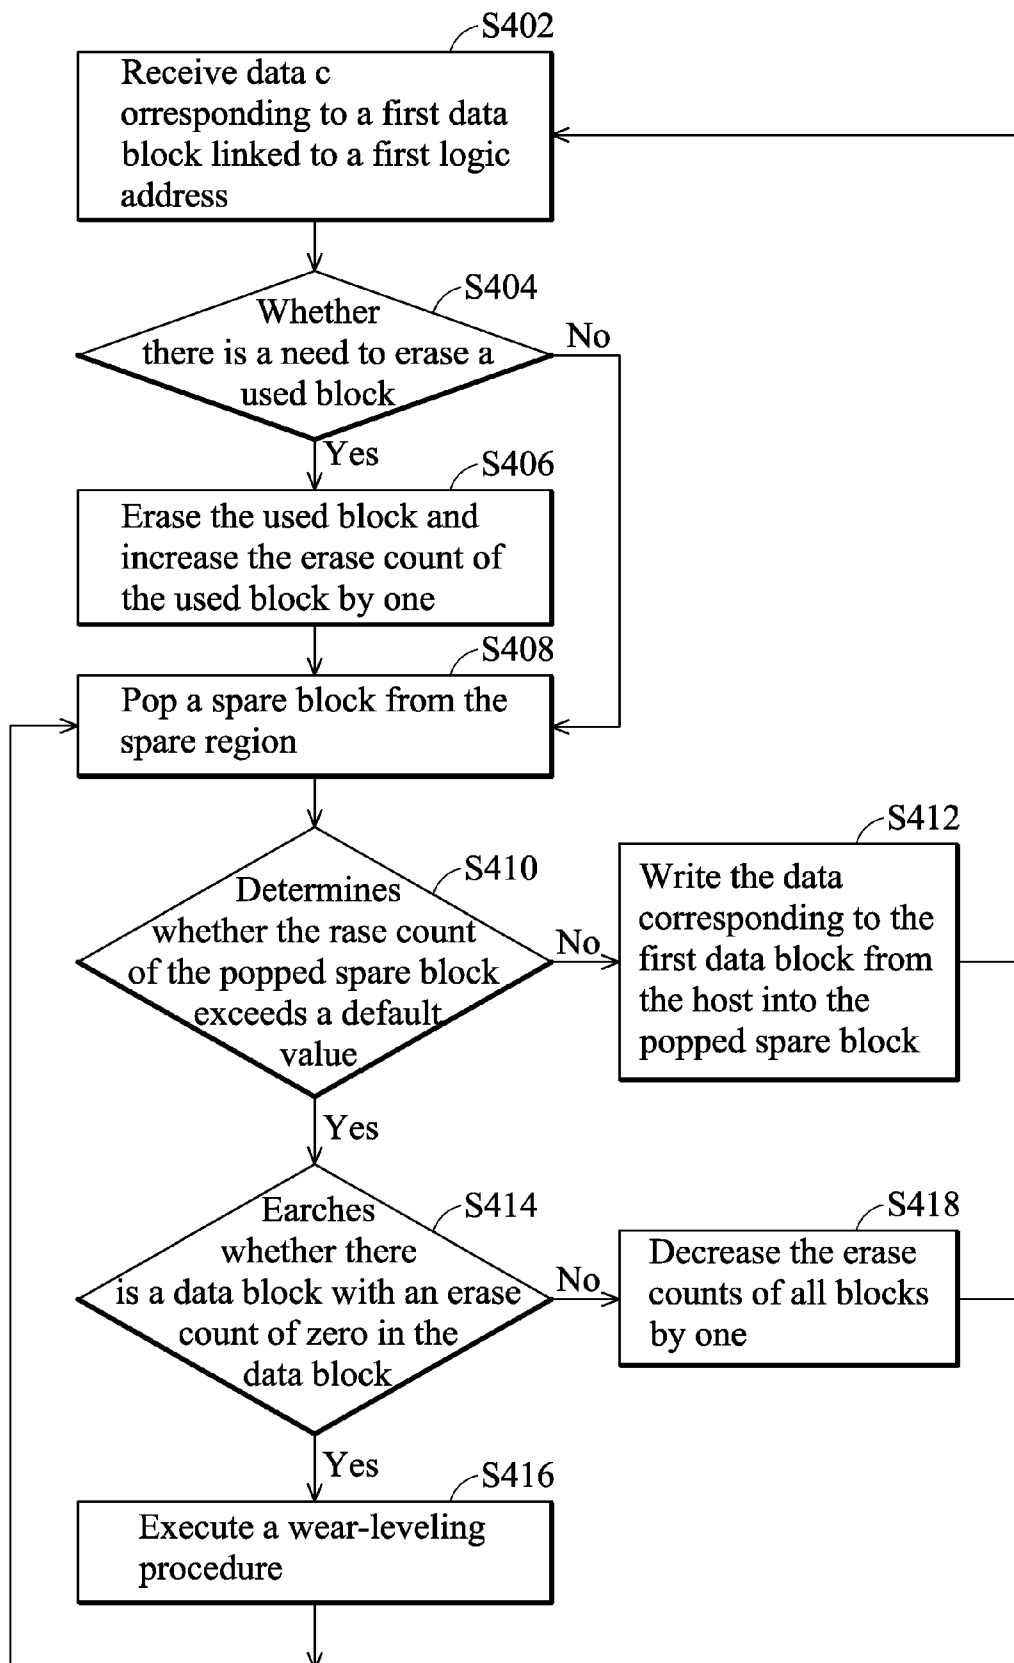 S402
Receive data c
orresponding to a first data
block linked to a first logic
address
S404
Whether
there is a need to erase a
used block
No
Yes
S406
Erase the used block and
increase the erase count of
the used block by one
S408
Pop a spare block from the
spare region
S410
Determines
whether the rase count
of the popped spare block
exceeds a default
value
No
S412
Write the data
corresponding to the
first data block from
the host into the
popped spare block
Yes
S414
Earches
whether there
is a data block with an erase
count of zero in the
data block
No
S418
Decrease the erase
counts of all blocks
by one
Yes
S416
Execute a wear-leveling
procedure